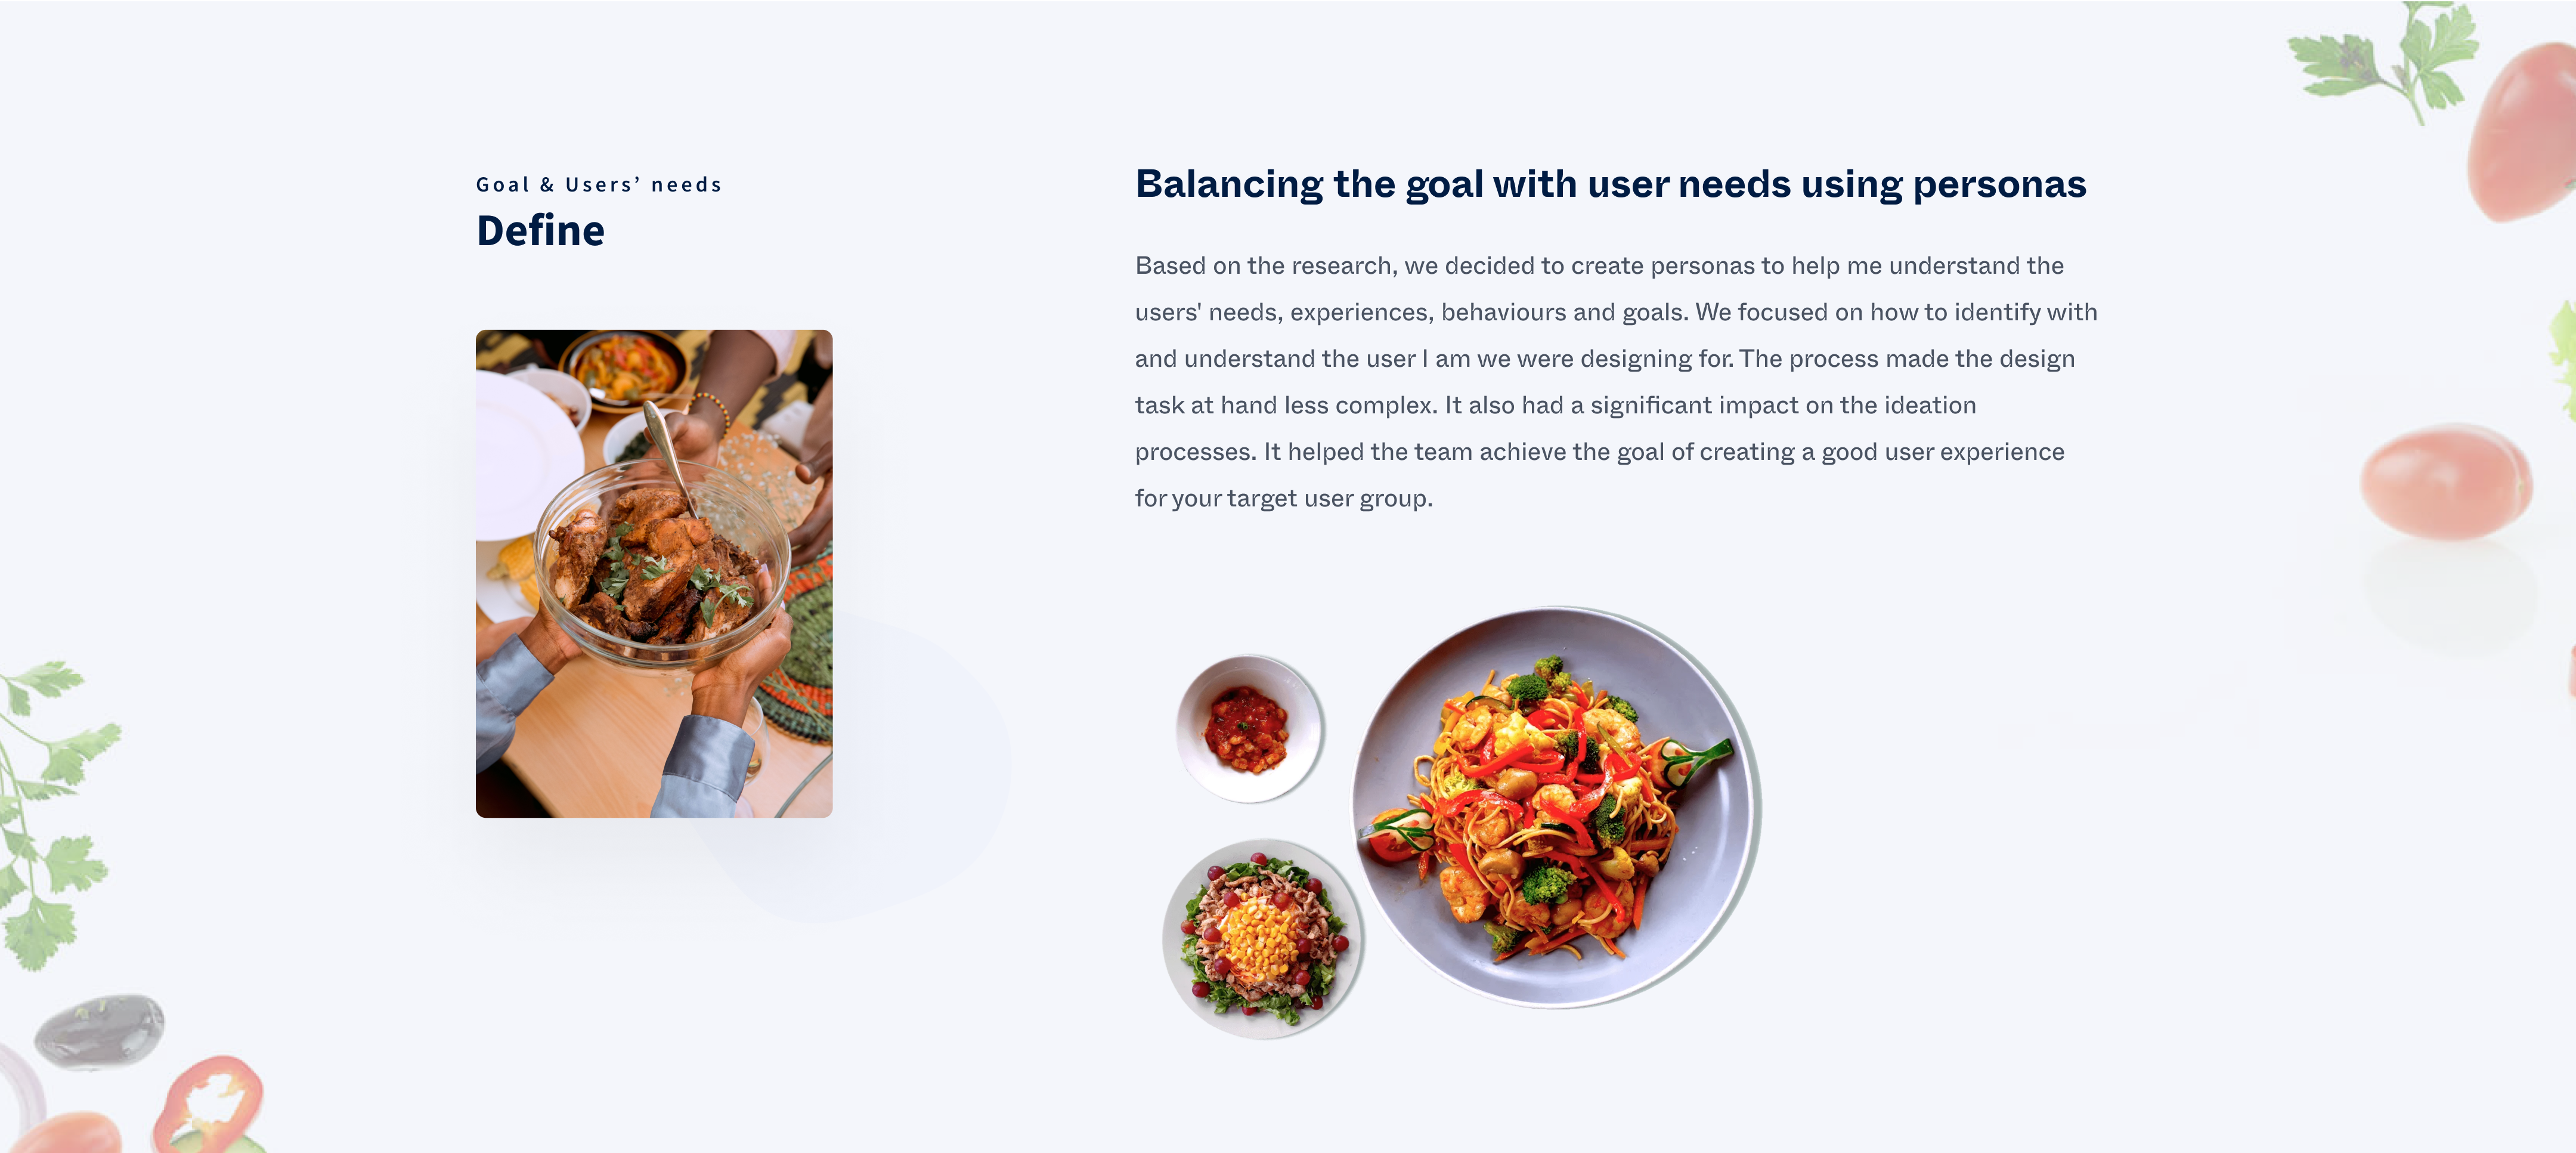 Goal & Users’ needs
Define
Balancing the goal with user needs using personas
Based on the research, we decided to create personas to help me understand the
users' needs, experiences, behaviours and goals. We focused on how to identify with
and understand the user I am we were designing for. The process made the design
task at hand less complex. It also had a significant impact on the ideation
processes. It helped the team achieve the goal of creating a good user experience
for your target user group.